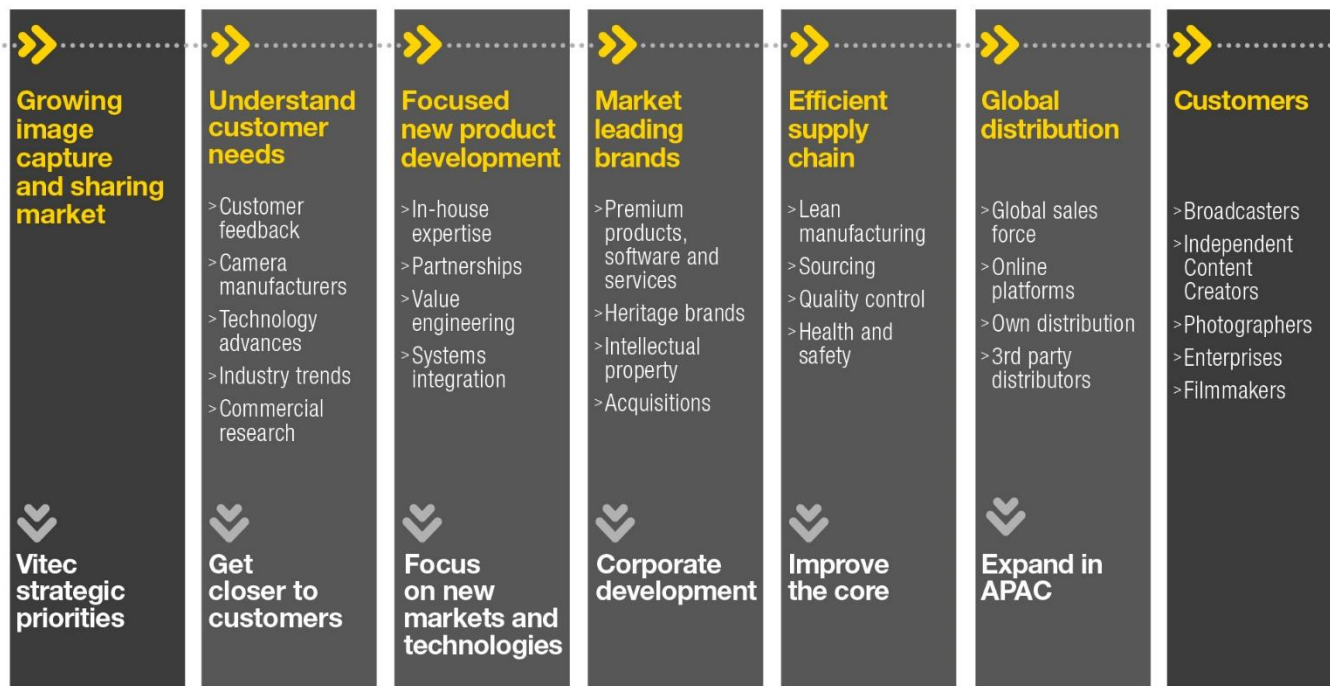 Growing
image
capture
and sharing
market
Vitec
strategic
priorities
Understand
customer
needs
>Customer
feedback
>Camera
manufacturers
>Technology
advances
>Industry trends
>Commercial
research
Get
closer to
customers
Focused
new product
development
>In-house
expertise
>Partnerships
>Value
engineering
>Systems
integration
Focus
on new
markets and
technologies
Market
leading
brands
>Premium
products,
software and
services
>Heritage brands
>Intellectual
property
>Acquisitions
Corporate
development
Efficient
supply
chain
>Lean
manufacturing
>Sourcing
>Quality control
>Health and
safety
Improve
the core
Global
distribution
>Global sales
force
>Online
platforms
>Own distribution
>3rd party
distributors
Expand in
APAC
Customers
>Broadcasters
>Independent
Content
Creators
>Photographers
>Enterprises
>Filmmakers